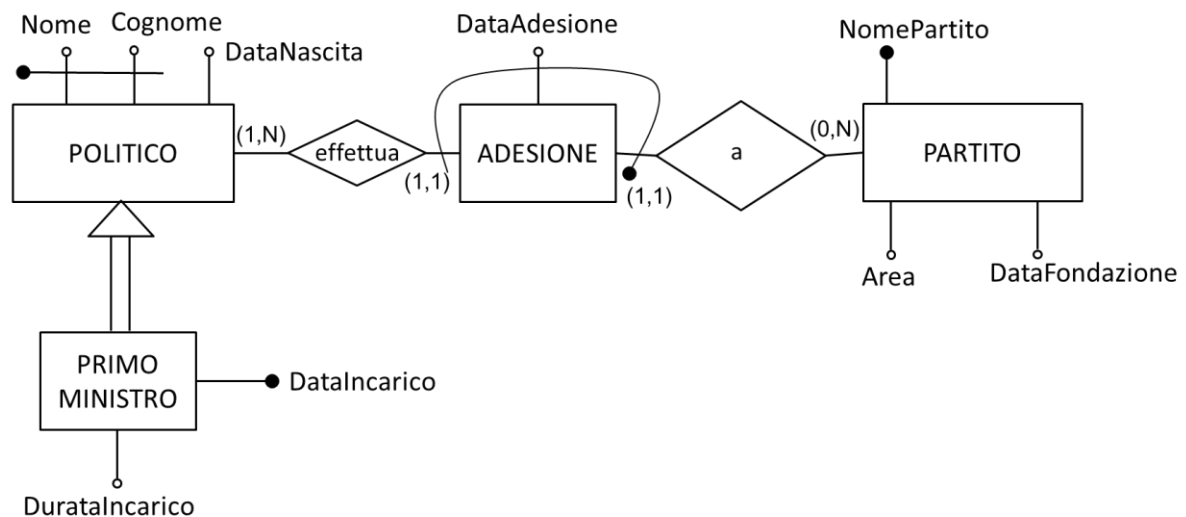 Nome
Cognome
DataNascita
DataAdesione
NomePartito
POLITICO
(1,N)
effettua
(1,1)
ADESIONE
(1,1)
a
(0,N)
PARTITO
Area
DataFondazione
PRIMO
MINISTRO
DataIncarico
DurataIncarico